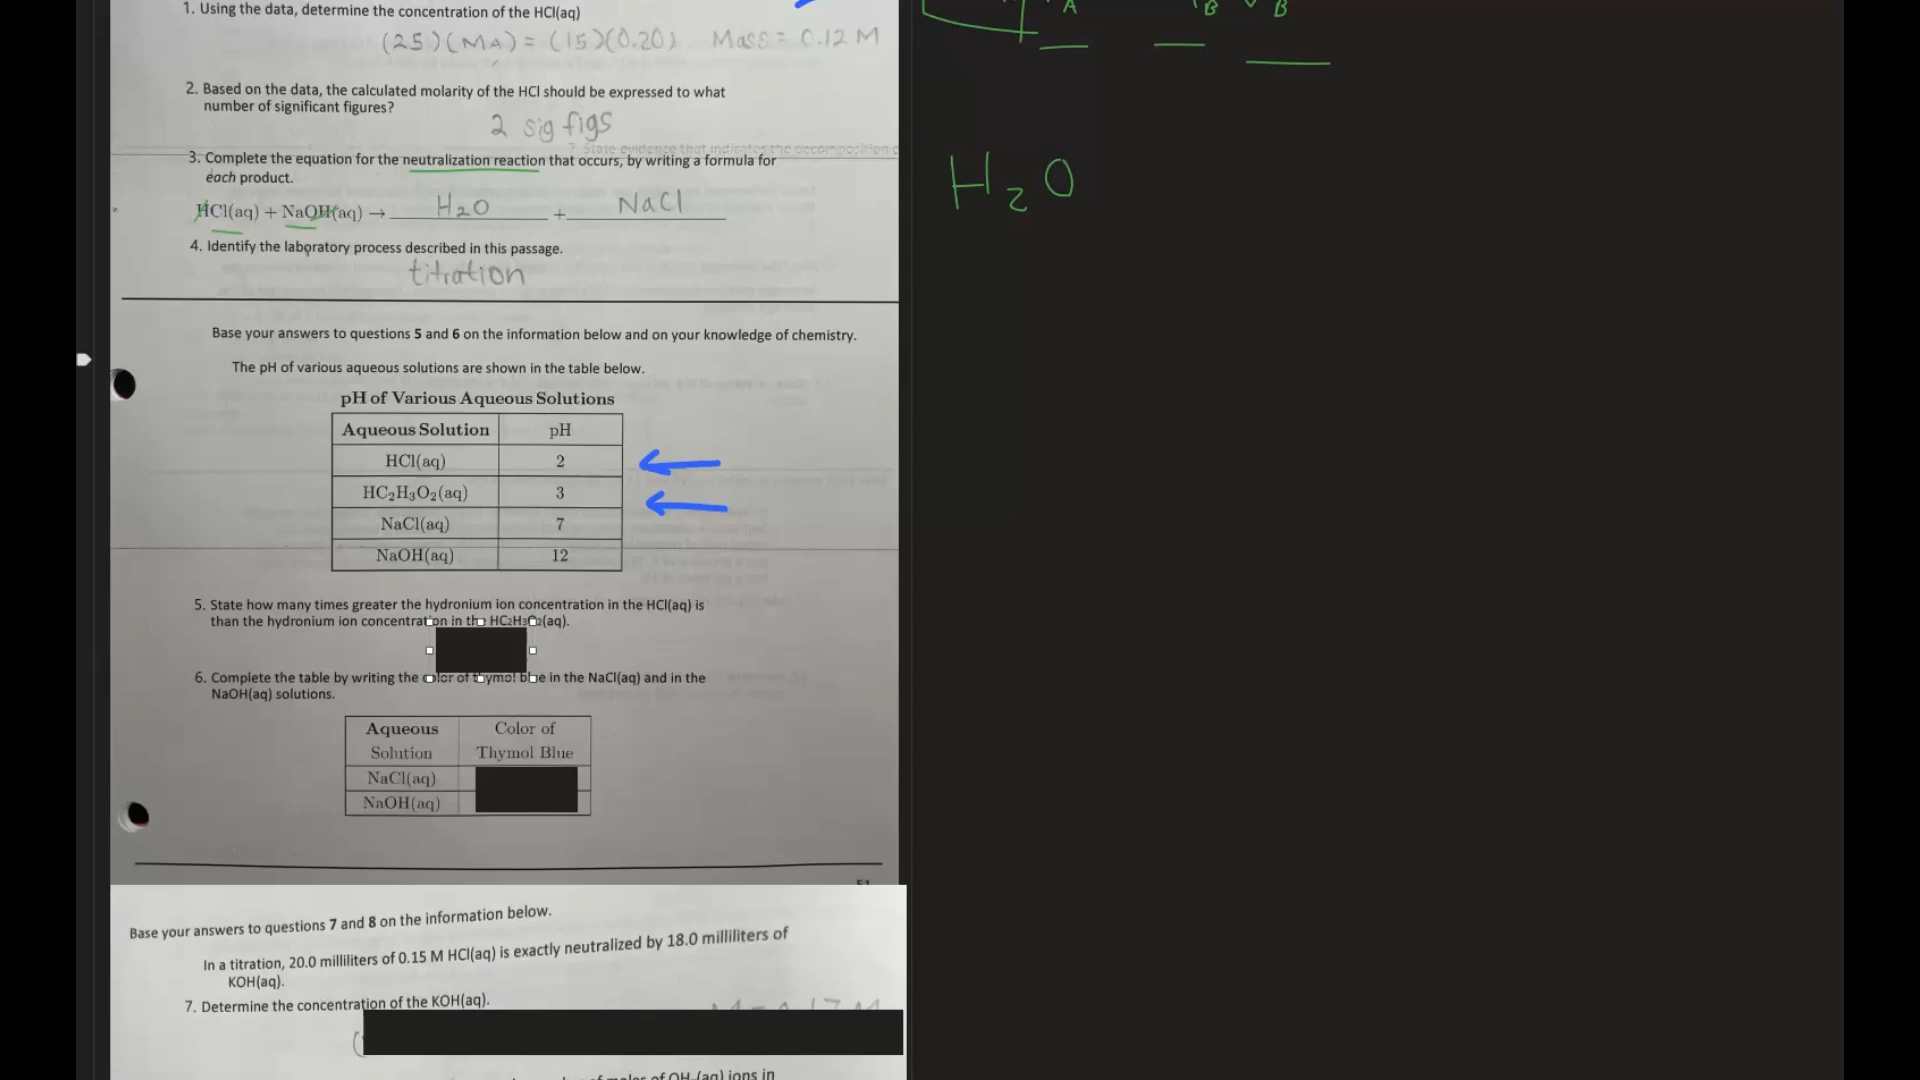 1. Using the data, determine the concentration of the HCl(aq)
(25)(MA) = (15)(0.20) Mass = 0.12 M
A B B
2. Based on the data, the calculated molarity of the HCl should be expressed to what
number of significant figures?
2 sig figs
3. Complete the equation for the neutralization reaction that occurs, by writing a formula for
each product.
HCl(aq) + NaOH(aq) → H₂O + NaCl
H₂O
4. Identify the laboratory process described in this passage.
titration
Base your answers to questions 5 and 6 on the information below and on your knowledge of chemistry.
The pH of various aqueous solutions are shown in the table below.
pH of Various Aqueous Solutions
Aqueous Solution pH
HCl(aq) 2
HC₂H₃O₂(aq) 3
NaCl(aq) 7
NaOH(aq) 12
5. State how many times greater the hydronium ion concentration in the HCl(aq) is
than the hydronium ion concentration in the HC₂H₃O₂(aq).
6. Complete the table by writing the color of thymol blue in the NaCl(aq) and in the
NaOH(aq) solutions.
Aqueous Color of
Solution Thymol Blue
NaCl(aq)
NaOH(aq)
51
Base your answers to questions 7 and 8 on the information below.
In a titration, 20.0 milliliters of 0.15 M HCl(aq) is exactly neutralized by 18.0 milliliters of
KOH(aq).
7. Determine the concentration of the KOH(aq).
of moles of OH-(aq) ions in